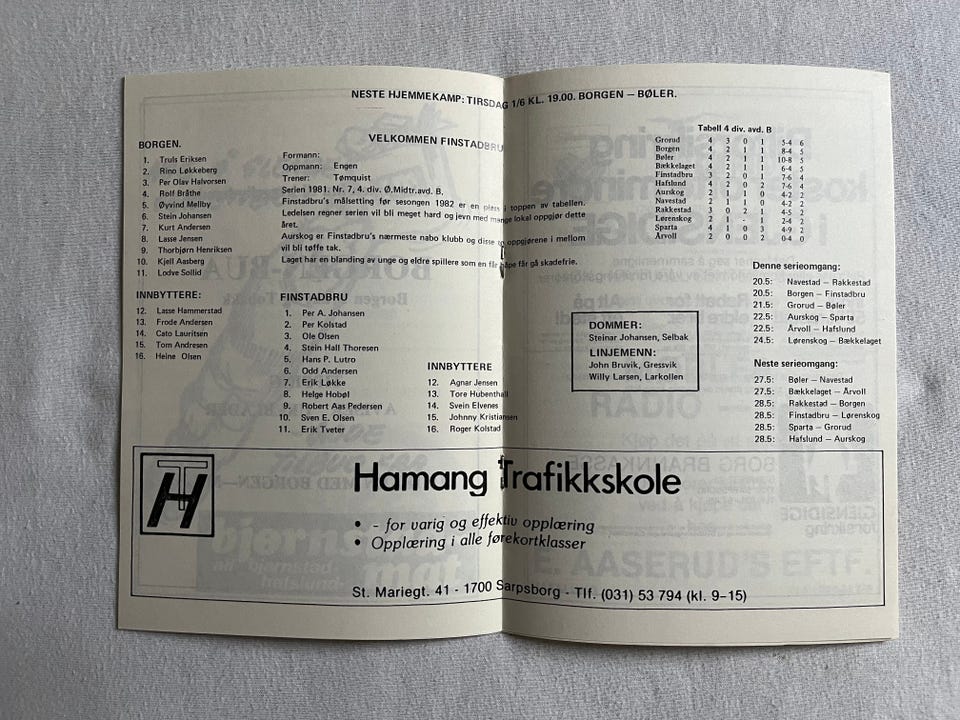 NESTE HJEMMEKAMP: TIRSDAG 1/6 KL. 19.00. BORGEN – BØLER.
VELKOMMEN FINSTADBRU
BORGEN.
1. Truls Eriksen
2. Rino Løkkeberg
3. Per Olav Halvorsen
4. Rolf Bråthe
5. Øyvind Mellby
6. Stein Johansen
7. Kurt Andersen
8. Lasse Jensen
9. Thorbjørn Henriksen
10. Kjell Aasberg
11. Lodve Sollid
INNBYTTERE:
12. Lasse Hammerstad
13. Frode Andersen
14. Cato Lauritsen
15. Tom Andresen
16. Heine Olsen
Formann:
Oppmann: Engen
Trener: Tømquist
Serien 1981. Nr. 7, 4. div. Ø,Midtr.avd. B,
Finstadbru's målsetting før sesongen 1982 er en plass i toppen av tabellen.
Ledelsen regner serien vil bli meget hard og jevn med mange lokal oppgjør dette
året.
Aurskog er Finstadbru's nærmeste nabo klubb og disse oppgjørene i mellom
vil bli tøffe tak.
Laget har en blanding av unge og eldre spillere som en får håpe får gå skadefrie.
FINSTADBRU
1. Per A. Johansen
2. Per Kolstad
3. Ole Olsen
4. Stein Hall Thoresen
5. Hans P. Lutro
6. Odd Andersen
7. Erik Løkke
8. Helge Hobøl
9. Robert Aas Pedersen
10. Sven E. Olsen
11. Erik Tveter
INNBYTTERE
12. Agnar Jensen
13. Tore Hubenthal
14. Svein Elvenes
15. Johnny Kristiansen
16. Roger Kolstad
Tabell 4 div. avd. B
Grorud 4 3 0 1 5-4 6
Borgen 4 2 1 1 8-4 5
Bøler 4 2 1 1 10-8 5
Bækkelaget 4 2 1 1 6-4 5
Finstadbru 3 2 0 1 7-6 4
Hafslund 4 2 0 2 7-6 4
Aurskog 2 1 1 0 4-2
Navestad 2 1 1 0 4-2
Rakkestad 3 0 2 1 4-5 2
Lørenskog 2 1 - 1 2-4 2
Sparta 4 1 0 3 4-9 2
Årvoll 2 0 0 2 0-4 0
DOMMER:
Steinar Johansen, Selbak
LINJEMENN:
John Bruvik, Gressvik
Willy Larsen, Larkollen
Denne serieomgang:
20.5: Navestad – Rakkestad
20.5: Borgen – Finstadbru
21.5: Grorud – Bøler
22.5: Aurskog – Sparta
22.5: Årvoll – Hafslund
24.5: Lørenskog – Bækkelaget
Neste serieomgang:
27.5: Bøler – Navestad
27.5: Bækkelaget – Årvoll
28.5: Rakkestad – Borgen
28.5: Finstadbru – Lørenskog
28.5: Sparta – Grorud
28.5: Hafslund – Aurskog
TH
Hamang Trafikkskole
• - for varig og effektiv opplæring
• Opplæring i alle førekortklasser
St. Mariegt. 41 - 1700 Sarpsborg - Tlf. (031) 53 794 (kl. 9–15)